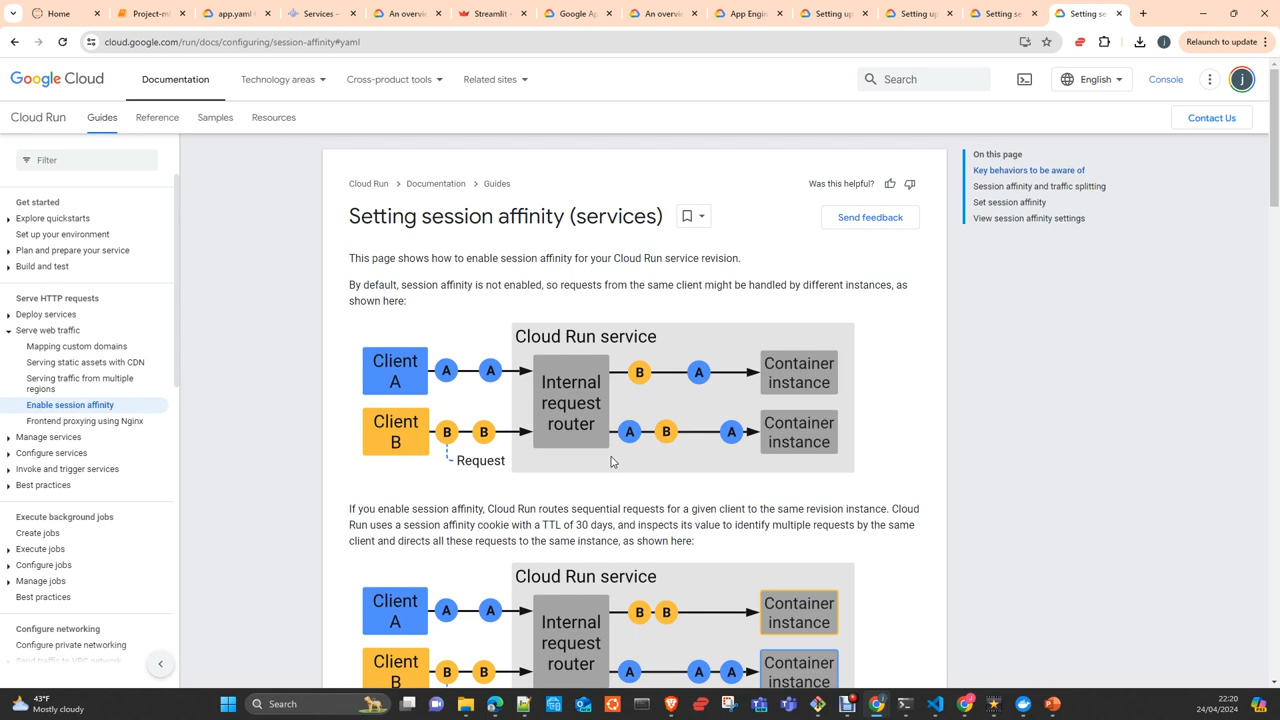 Home
Project-ml
app.yaml
Services –
An overvie
Streamlit
Google Ap
An overvie
App Engin
Setting up
Setting up
Setting se
Setting se
cloud.google.com/run/docs/configuring/session-affinity#yaml
j
Relaunch to update
Google Cloud
Documentation
Technology areas
Cross-product tools
Related sites
Search
English
Console
j
Cloud Run
Guides
Reference
Samples
Resources
Contact Us
Filter
Get started
Explore quickstarts
Set up your environment
Plan and prepare your service
Build and test
Serve HTTP requests
Deploy services
Serve web traffic
Mapping custom domains
Serving static assets with CDN
Serving traffic from multiple
regions
Enable session affinity
Frontend proxying using Nginx
Manage services
Configure services
Invoke and trigger services
Best practices
Execute background jobs
Create jobs
Execute jobs
Configure jobs
Manage jobs
Best practices
Configure networking
Configure private networking
Send traffic to VPC network
Cloud Run
Documentation
Guides
Was this helpful?
Setting session affinity (services)
Send feedback
This page shows how to enable session affinity for your Cloud Run service revision.
By default, session affinity is not enabled, so requests from the same client might be handled by different instances, as
shown here:
Cloud Run service
Client
A
A A
Client
B
B B
Request
Internal
request
router
B A
A B A
Container
instance
Container
instance
If you enable session affinity, Cloud Run routes sequential requests for a given client to the same revision instance. Cloud
Run uses a session affinity cookie with a TTL of 30 days, and inspects its value to identify multiple requests by the same
client and directs all these requests to the same instance, as shown here:
Cloud Run service
Client
A
A A
Client
B
B B
Internal
request
router
B B
A A A
Container
instance
Container
instance
On this page
Key behaviors to be aware of
Session affinity and traffic splitting
Set session affinity
View session affinity settings
43°F
Mostly cloudy
Search
22:20
24/04/2024